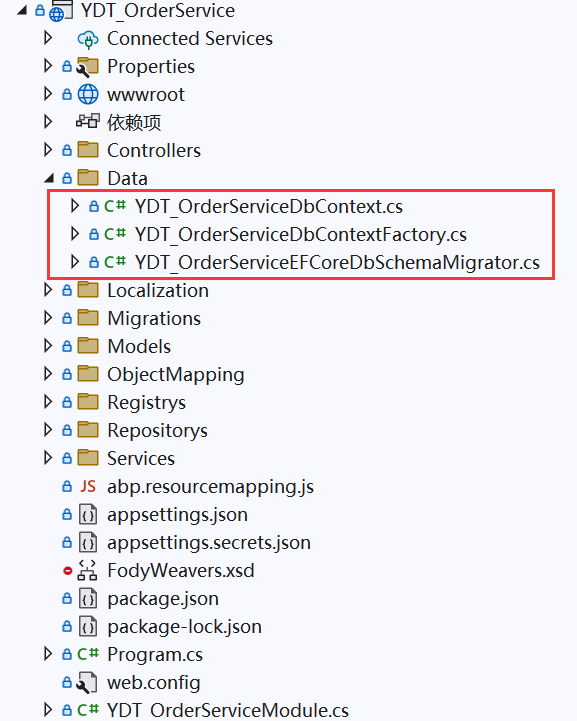 YDT_OrderService
Connected Services
Properties
wwwroot
依赖项
Controllers
Data
C# YDT_OrderServiceDbContext.cs
C# YDT_OrderServiceDbContextFactory.cs
C# YDT_OrderServiceEFCoreDbSchemaMigrator.cs
Localization
Migrations
Models
ObjectMapping
Registrys
Repositorys
Services
JS abp.resourcemapping.js
appsettings.json
appsettings.secrets.json
FodyWeavers.xsd
package.json
package-lock.json
C# Program.cs
web.config
C# YDT_OrderServiceModule.cs